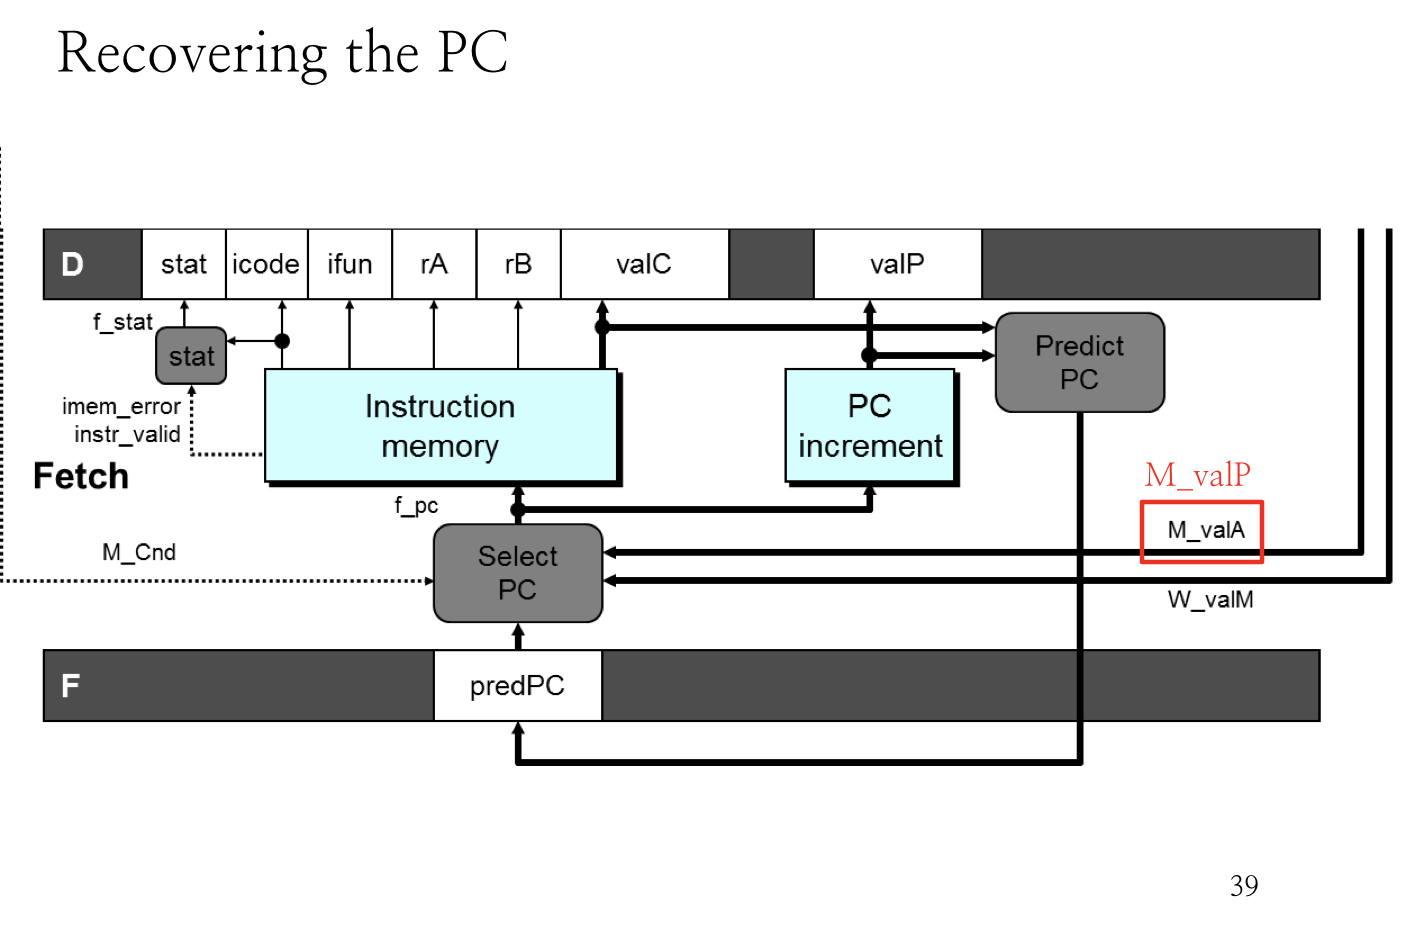 Recovering the PC
D
stat
icode
ifun
rA
rB
valC
valP
f_stat
stat
Predict
PC
imem_error
instr_valid
Instruction
memory
PC
increment
Fetch
M_valP
f_pc
M_valA
M_Cnd
Select
PC
W_valM
F
predPC
39